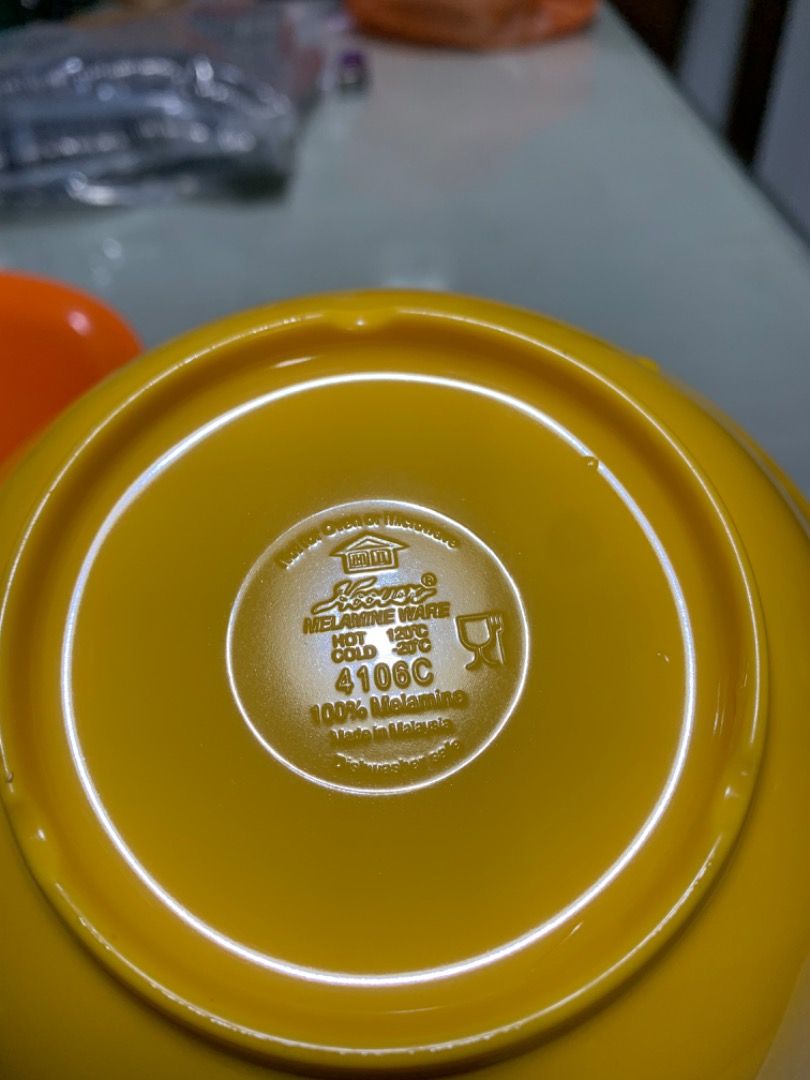 Not for Oven or Microwave
Hoover®
MELAMINE WARE
HOT 120°C
COLD -20°C
4106C
100% Melamine
Made in Malaysia
Dishwasher safe